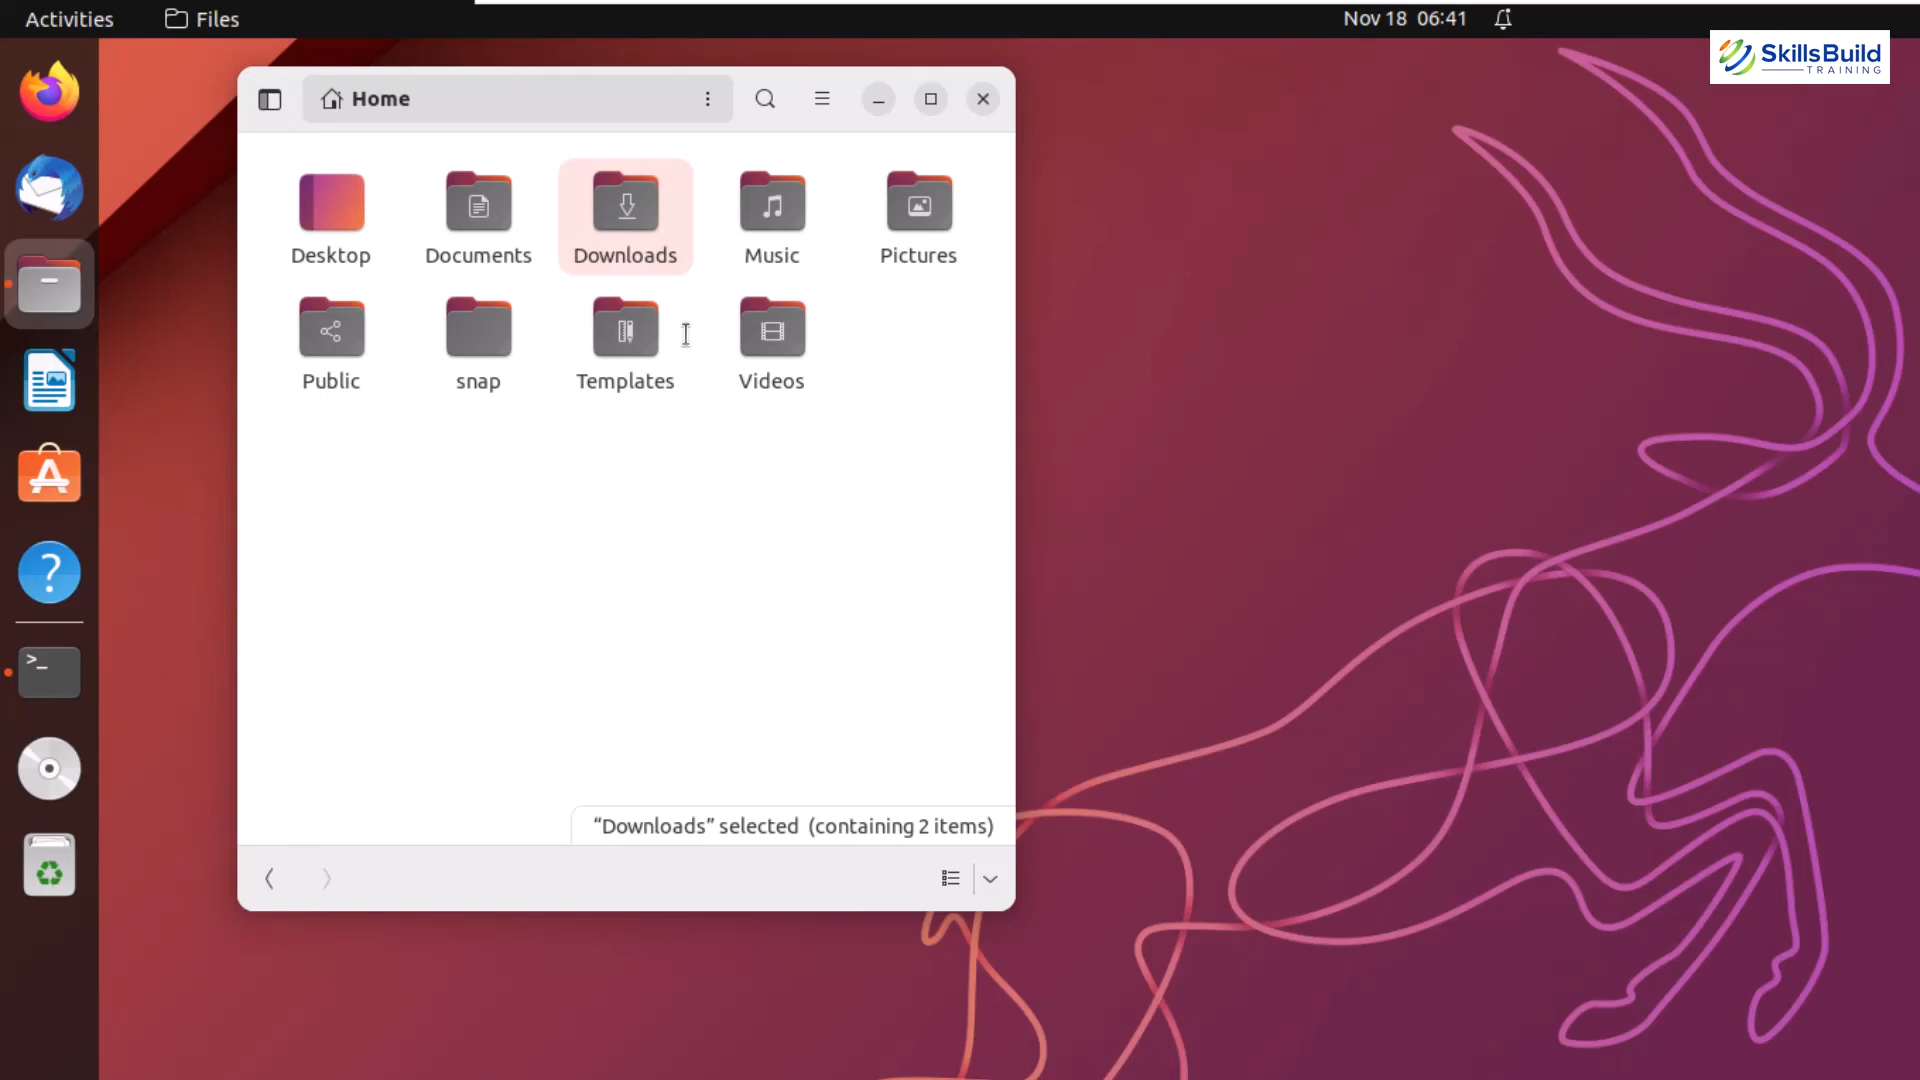 Activities Files Nov 18 06:41
SkillsBuild
TRAINING
Home
Desktop Documents Downloads Music Pictures
Public snap Templates Videos
“Downloads” selected (containing 2 items)